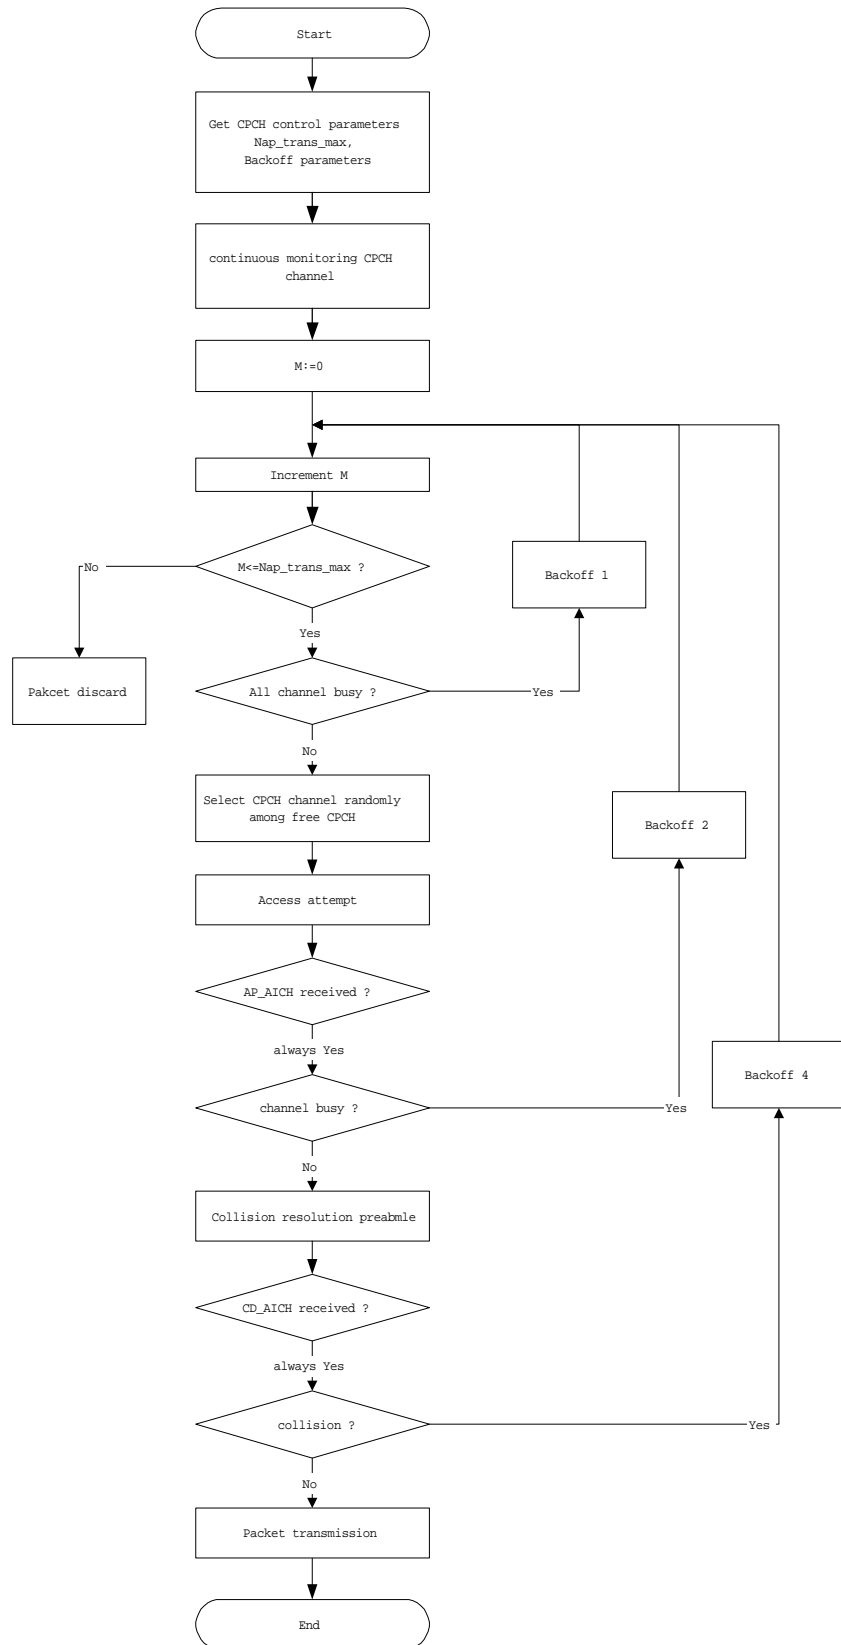 Start
Get CPCH control parameters
Nap_trans_max,
Backoff parameters
continuous monitoring CPCH
channel
M:=0
Increment M
M<=Nap_trans_max ?
No
Backoff 1
Yes
Pakcet discard
All channel busy ?
Yes
No
Select CPCH channel randomly
among free CPCH
Backoff 2
Access attempt
AP_AICH received ?
always Yes
Backoff 4
channel busy ?
Yes
No
Collision resolution preabmle
CD_AICH received ?
always Yes
collision ?
Yes
No
Packet transmission
End